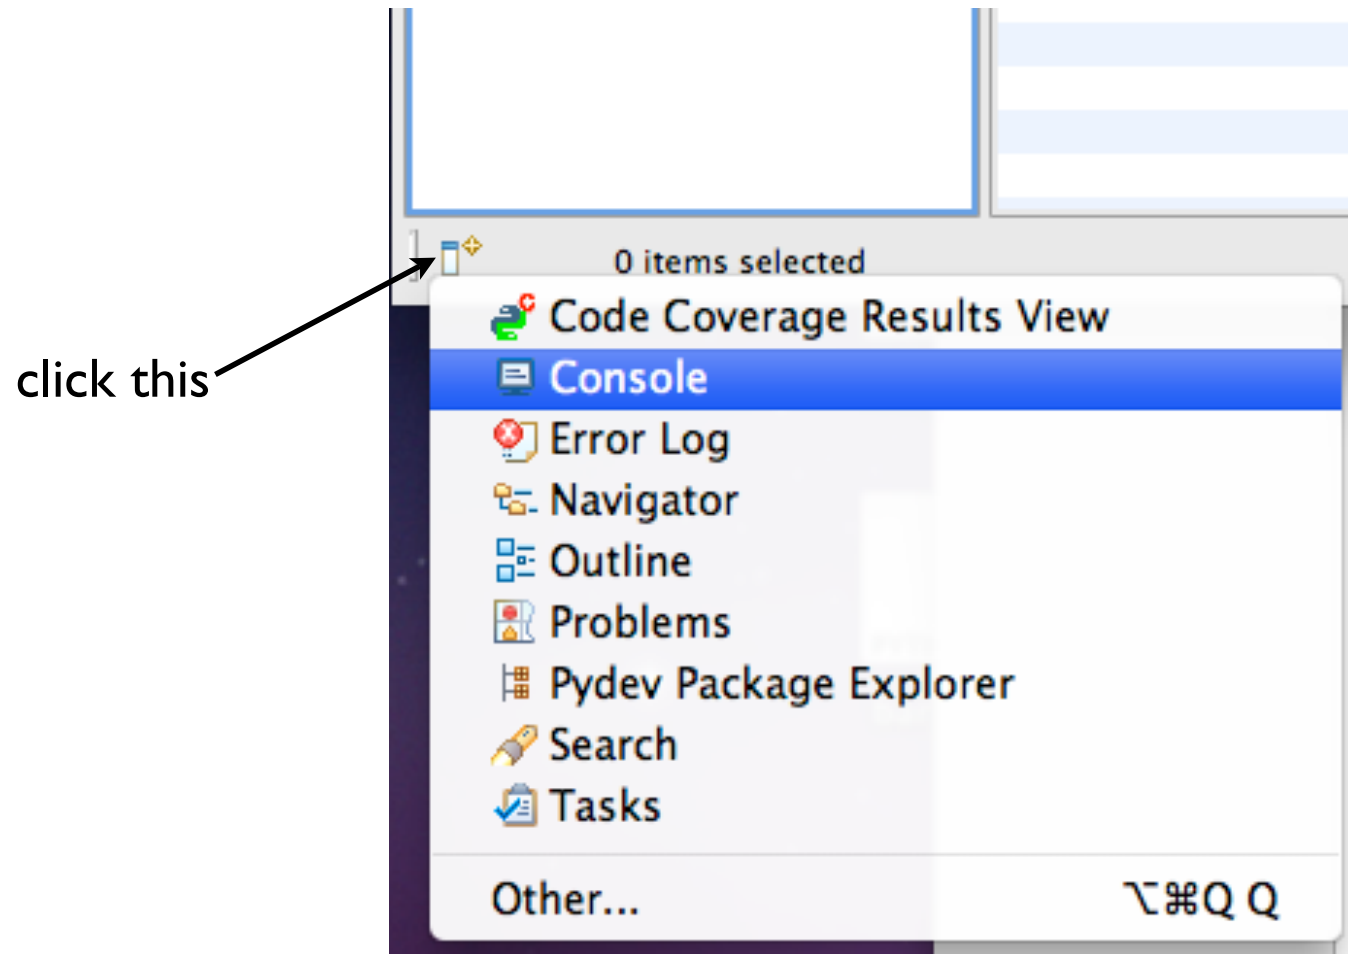 0 items selected
click this
Code Coverage Results View
Console
Error Log
Navigator
Outline
Problems
Pydev Package Explorer
Search
Tasks
Other... ⌥⌘Q Q